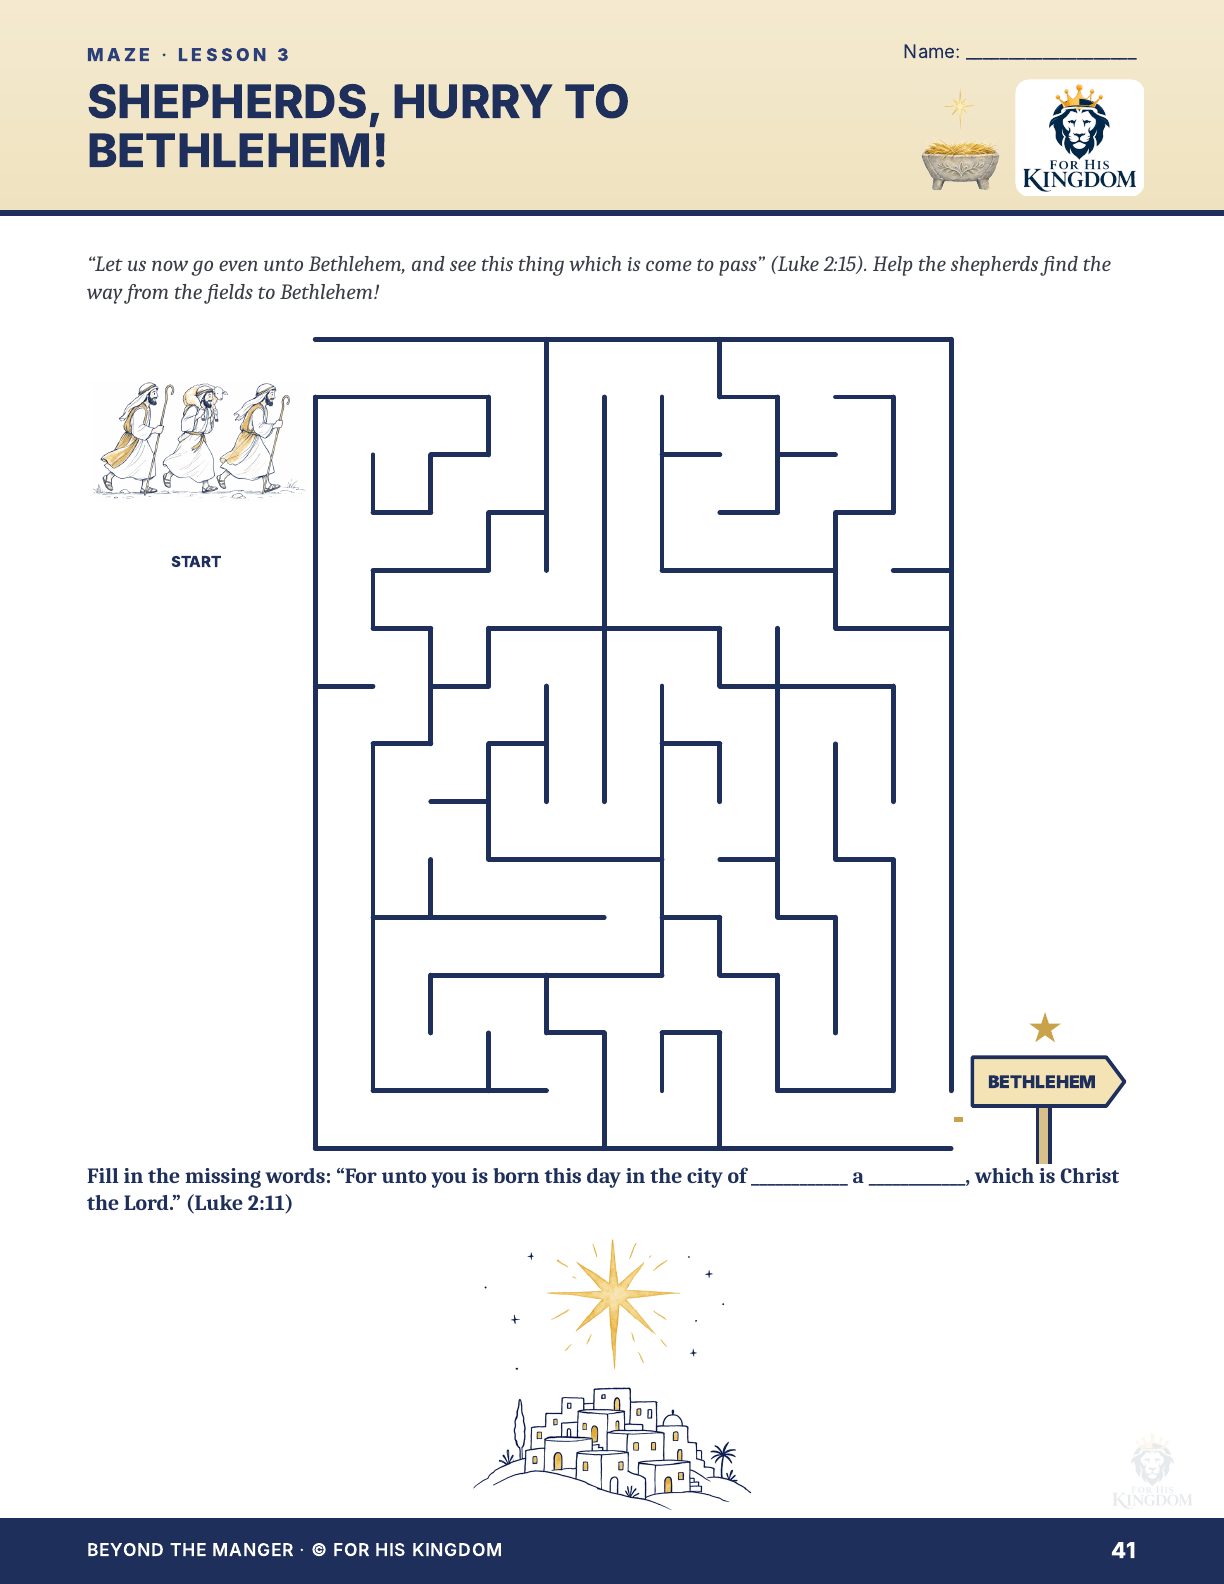 MAZE · LESSON 3
Name: ___________________
SHEPHERDS, HURRY TO
BETHLEHEM!
FOR HIS
KINGDOM
“Let us now go even unto Bethlehem, and see this thing which is come to pass” (Luke 2:15). Help the shepherds find the
way from the fields to Bethlehem!
START
BETHLEHEM
Fill in the missing words: “For unto you is born this day in the city of ___________ a ___________, which is Christ
the Lord.” (Luke 2:11)
FOR HIS
KINGDOM
BEYOND THE MANGER · © FOR HIS KINGDOM
41